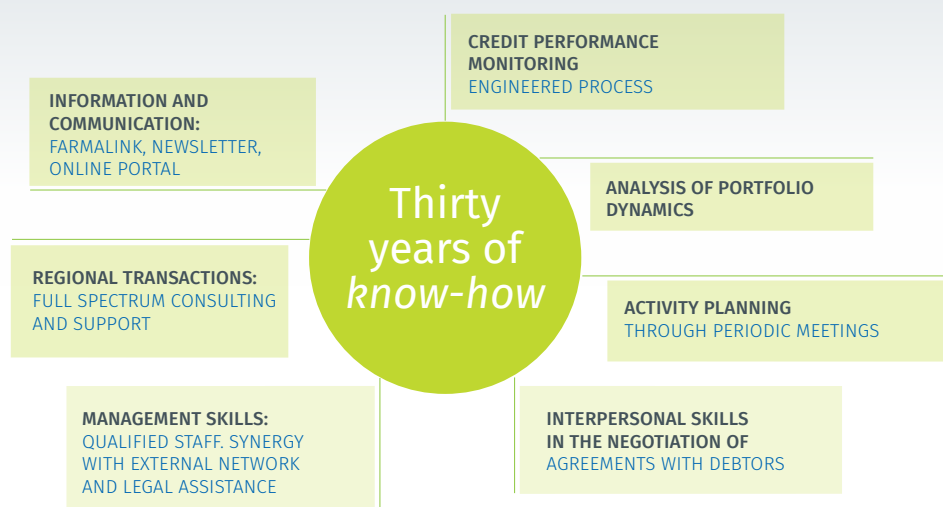 CREDIT PERFORMANCE
MONITORING
ENGINEERED PROCESS
INFORMATION AND
COMMUNICATION:
FARMALINK, NEWSLETTER,
ONLINE PORTAL
Thirty
years of
know-how
ANALYSIS OF PORTFOLIO
DYNAMICS
REGIONAL TRANSACTIONS:
FULL SPECTRUM CONSULTING
AND SUPPORT
ACTIVITY PLANNING
THROUGH PERIODIC MEETINGS
MANAGEMENT SKILLS:
QUALIFIED STAFF. SYNERGY
WITH EXTERNAL NETWORK
AND LEGAL ASSISTANCE
INTERPERSONAL SKILLS
IN THE NEGOTIATION OF
AGREEMENTS WITH DEBTORS